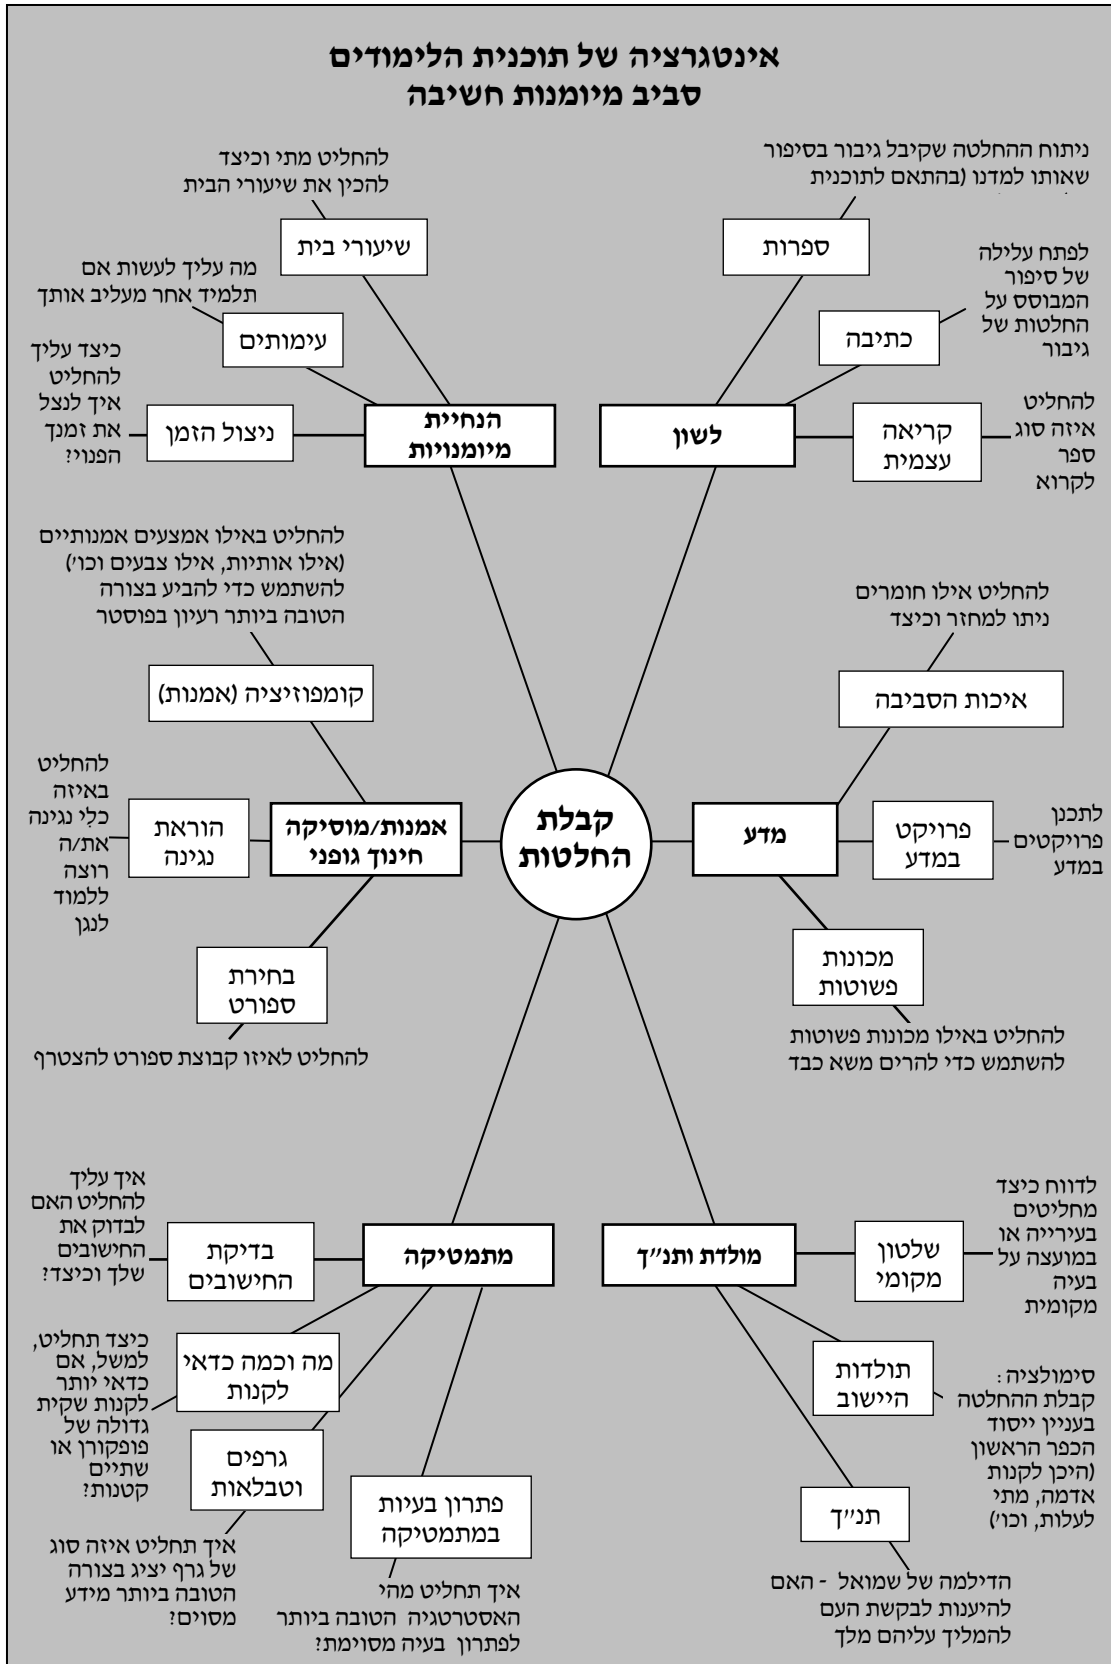 אינטגרציה של תוכנית הלימודים
סביב מיומנות חשיבה
ניתוח ההחלטה שקיבל גיבור בסיפור
שאותו למדנו (בהתאם לתוכנית
ספרות
לפתח עלילה
של סיפור
המבוסס על
החלטות של
גיבור
כתיבה
להחליט
איזה סוג
ספר
לקרוא
קריאה
עצמית
לשון
להחליט מתי וכיצד
להכין את שיעורי הבית
שיעורי בית
מה עליך לעשות אם
תלמיד אחר מעליב אותך
עימותים
כיצד עליך
להחליט
איך לנצל
את זמנך
הפנוי?
ניצול הזמן
הנחיית
מיומנויות
להחליט אילו חומרים
ניתו למחזר וכיצד
איכות הסביבה
לתכנן
פרויקטים
במדע
פרויקט
במדע
מדע
מכונות
פשוטות
להחליט באילו מכונות פשוטות
להשתמש כדי להרים משא כבד
קבלת
החלטות
להחליט באילו אמצעים אמנותיים
(אילו אותיות, אילו צבעים וכו')
להשתמש כדי להביע בצורה
הטובה ביותר רעיון בפוסטר
קומפוזיציה (אמנות)
אמנות/מוסיקה
חינוך גופני
הוראת
נגינה
להחליט
באיזה
כלִי נגינה
את/ה
רוצה
ללמוד
לנגן
בחירת
ספורט
להחליט לאיזו קבוצת ספורט להצטרף
מולדת ותנ"ך
שלטון
מקומי
לדווח כיצד
מחליטים
בעירייה או
במועצה על
בעיה
מקומית
תולדות
היישוב
סימולציה:
קבלת ההחלטה
בעניין ייסוד
הכפר הראשון
(היכן לקנות
אדמה, מתי
לעלות, וכו')
תנ"ך
הדילמה של שמואל - האם
להיענות לבקשת העם
להמליך עליהם מלך
מתמטיקה
בדיקת
החישובים
איך עליך
להחליט האם
לבדוק את
החישובים
שלך וכיצד?
מה וכמה כדאי
לקנות
כיצד תחליט,
למשל, אם
כדאי יותר
לקנות שקית
גדולה של
פופקורן או
שתיים
קטנות?
גרפים
וטבלאות
איך תחליט איזה סוג
של גרף יציג בצורה
הטובה ביותר מידע
מסוים?
פתרון בעיות
במתמטיקה
איך תחליט מהי
האסטרטגיה הטובה ביותר
לפתרון בעיה מסוימת?